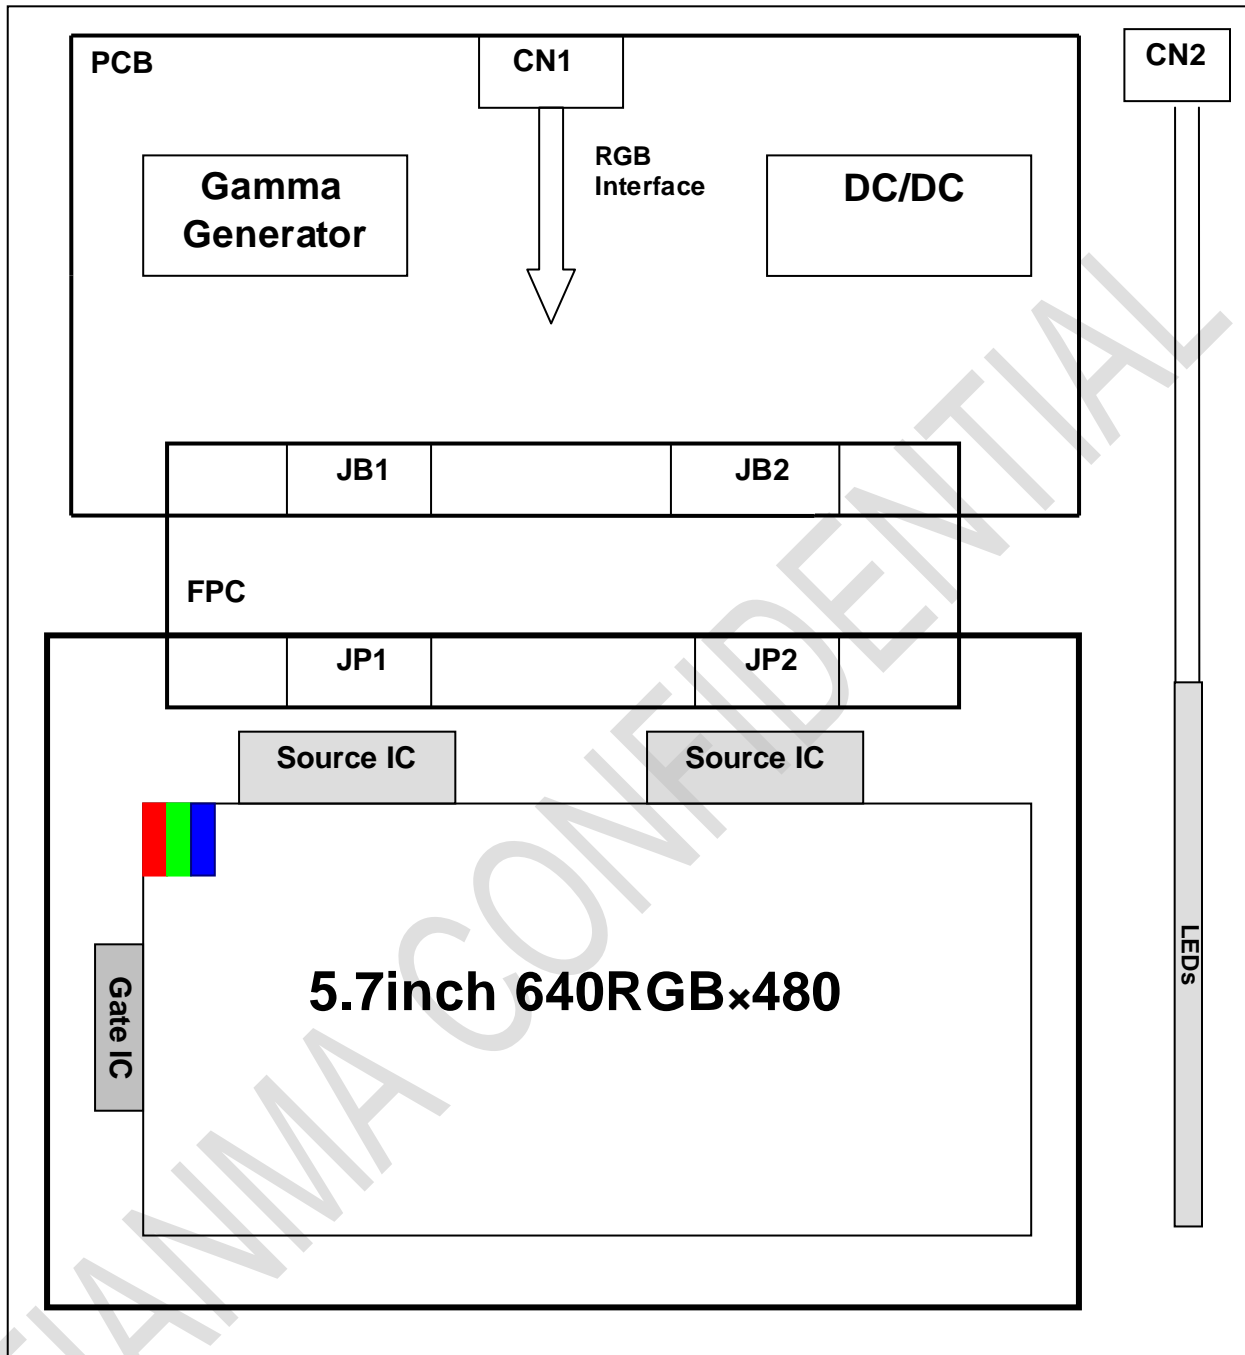 PCB
CN1
CN2
RGB
Interface
Gamma
Generator
DC/DC
JB1
JB2
FPC
JP1
JP2
Source IC
Source IC
Gate IC
5.7inch 640RGB×480
LEDs
TIANMA CONFIDENTIAL